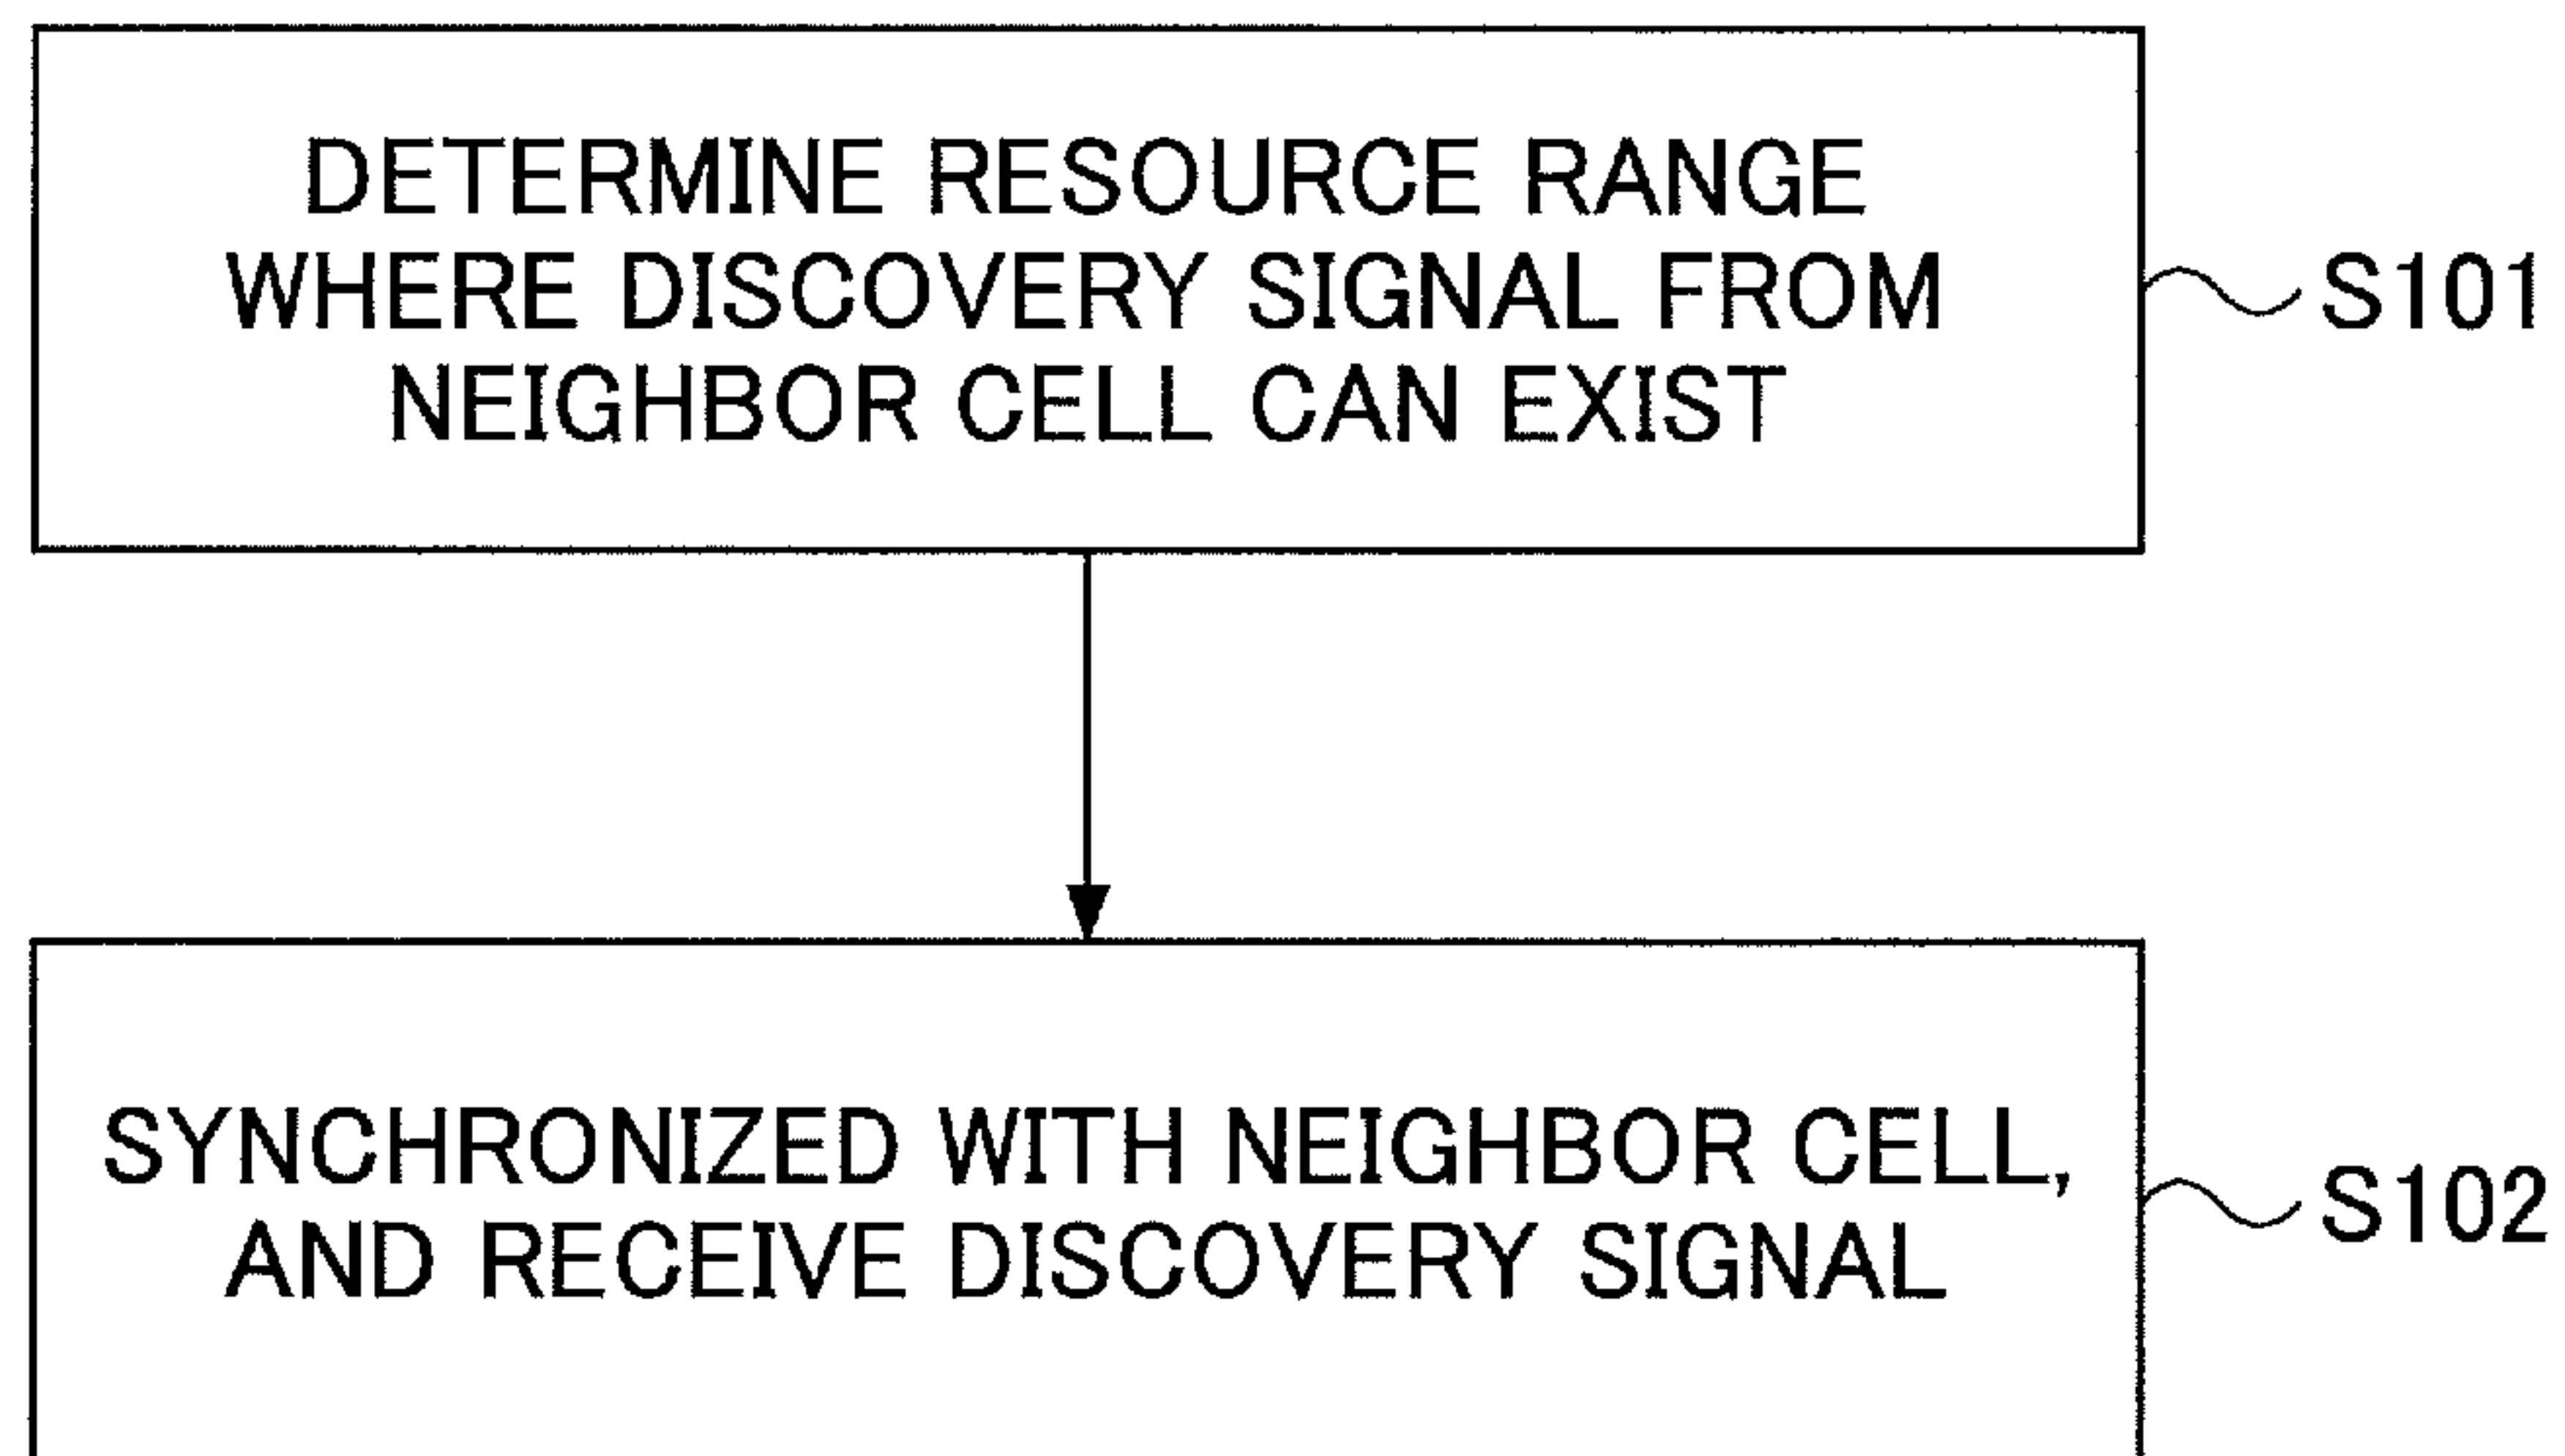 DETERMINE RESOURCE RANGE
WHERE DISCOVERY SIGNAL FROM
NEIGHBOR CELL CAN EXIST
S101
SYNCHRONIZED WITH NEIGHBOR CELL,
AND RECEIVE DISCOVERY SIGNAL
S102